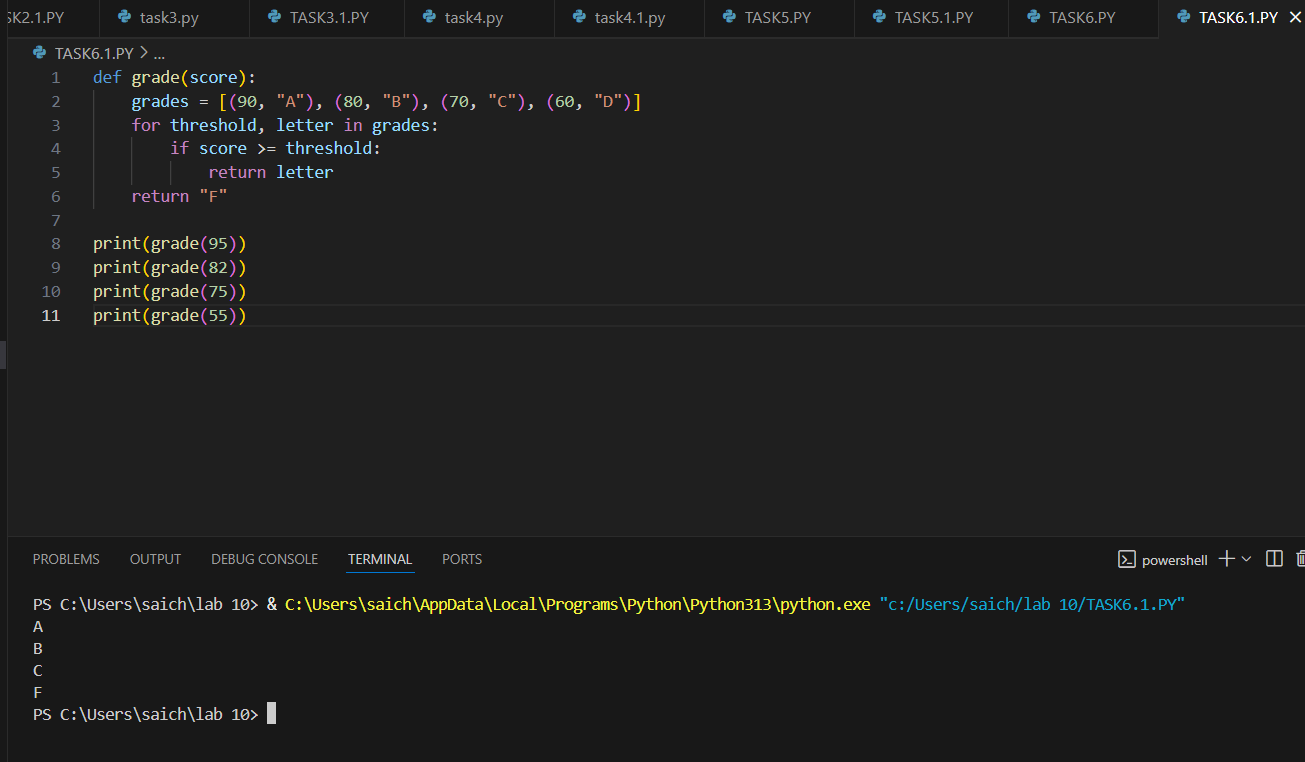 SK2.1.PY task3.py TASK3.1.PY task4.py task4.1.py TASK5.PY TASK5.1.PY TASK6.PY TASK6.1.PY ×
TASK6.1.PY > ...
1 def grade(score):
2     grades = [(90, "A"), (80, "B"), (70, "C"), (60, "D")]
3     for threshold, letter in grades:
4         if score >= threshold:
5             return letter
6     return "F"
7
8 print(grade(95))
9 print(grade(82))
10 print(grade(75))
11 print(grade(55))
PROBLEMS OUTPUT DEBUG CONSOLE TERMINAL PORTS powershell
PS C:\Users\saich\lab 10> & C:\Users\saich\AppData\Local\Programs\Python\Python313\python.exe "c:/Users/saich/lab 10/TASK6.1.PY"
A
B
C
F
PS C:\Users\saich\lab 10>